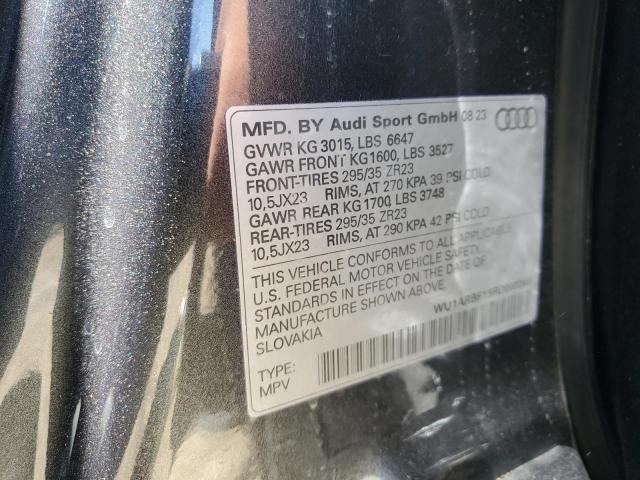 MFD. BY Audi Sport GmbH 08 23
GVWR KG 3015, LBS 6647
GAWR FRONT KG1600, LBS 3527
FRONT-TIRES 295/35 ZR23
10,5JX23 RIMS, AT 270 KPA 39 PSI COLD
GAWR REAR KG 1700, LBS 3748
REAR-TIRES 295/35 ZR23
10,5JX23 RIMS, AT 290 KPA 42 PSI COLD
THIS VEHICLE CONFORMS TO ALL APPLICABLE
U.S. FEDERAL MOTOR VEHICLE SAFETY
STANDARDS IN EFFECT ON THE DATE OF
MANUFACTURE SHOWN ABOVE.
SLOVAKIA
TYPE:
MPV